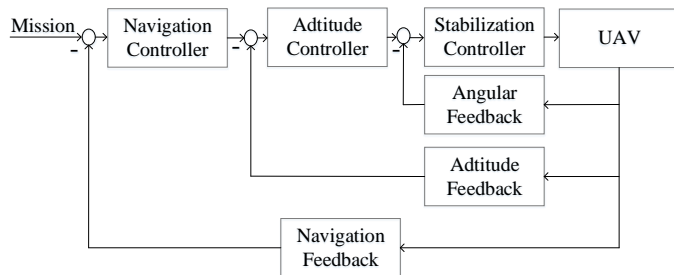 Mission
-
Navigation
Controller
-
Adtitude
Controller
-
Stabilization
Controller
UAV
Angular
Feedback
Adtitude
Feedback
Navigation
Feedback